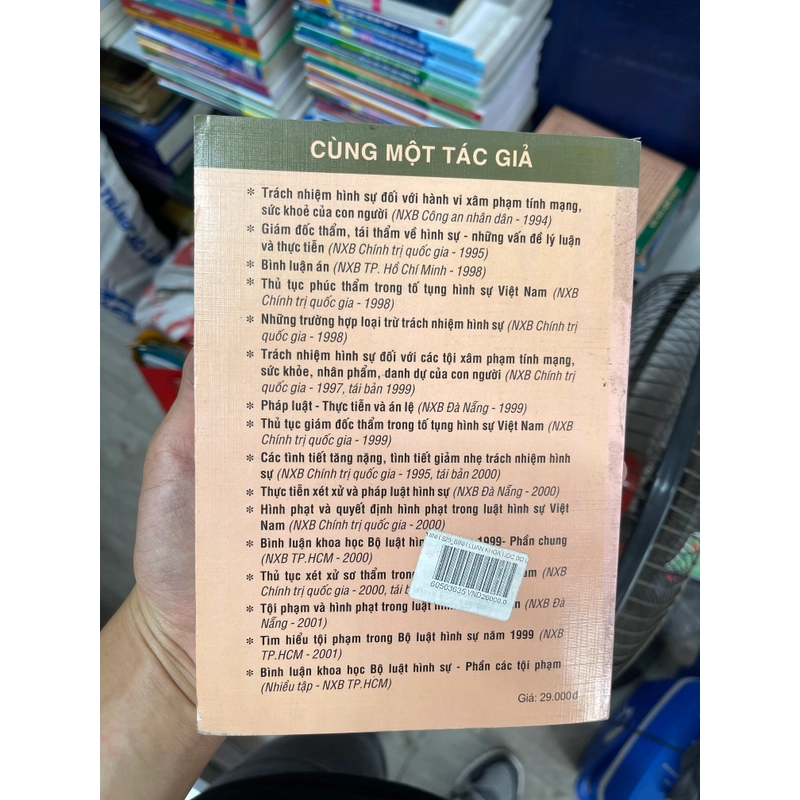 CÙNG MỘT TÁC GIẢ
* Trách nhiệm hình sự đối với hành vi xâm phạm tính mạng,
sức khoẻ của con người (NXB Công an nhân dân - 1994)
* Giám đốc thẩm, tái thẩm về hình sự - những vấn đề lý luận
và thực tiễn (NXB Chính trị quốc gia - 1995)
* Bình luận án (NXB TP. Hồ Chí Minh - 1998)
* Thủ tục phúc thẩm trong tố tụng hình sự Việt Nam (NXB
Chính trị quốc gia - 1998)
* Những trường hợp loại trừ trách nhiệm hình sự (NXB Chính trị
quốc gia - 1998)
* Trách nhiệm hình sự đối với các tội xâm phạm tính mạng,
sức khỏe, nhân phẩm, danh dự của con người (NXB Chính
trị quốc gia - 1997, tái bản 1999)
* Pháp luật - Thực tiễn và án lệ (NXB Đà Nẵng - 1999)
* Thủ tục giám đốc thẩm trong tố tụng hình sự Việt Nam (NXB
Chính trị quốc gia - 1999)
* Các tình tiết tăng nặng, tình tiết giảm nhẹ trách nhiệm hình
sự (NXB Chính trị quốc gia - 1995, tái bản 2000)
* Thực tiễn xét xử và pháp luật hình sự (NXB Đà Nẵng - 2000)
* Hình phạt và quyết định hình phạt trong luật hình sự Việt
Nam (NXB Chính trị quốc gia - 2000)
* Bình luận khoa học Bộ luật hình 1999- Phần chung
(NXB TP.HCM - 2000)
* Thủ tục xét xử sơ thẩm (NXB
Chính trị quốc gia - 2000, tái
* Tội phạm và hình phạt trong luật (NXB Đà
Nẵng - 2001)
* Tìm hiểu tội phạm trong Bộ luật hình sự năm 1999 (NXB
TP.HCM - 2001)
* Bình luận khoa học Bộ luật hình sự - Phần các tội phạm
(Nhiều tập - NXB TP.HCM)
Giá: 29.000đ
BÌNH LUẬN KHOA HỌC BỘ
60503635 VND26000.0